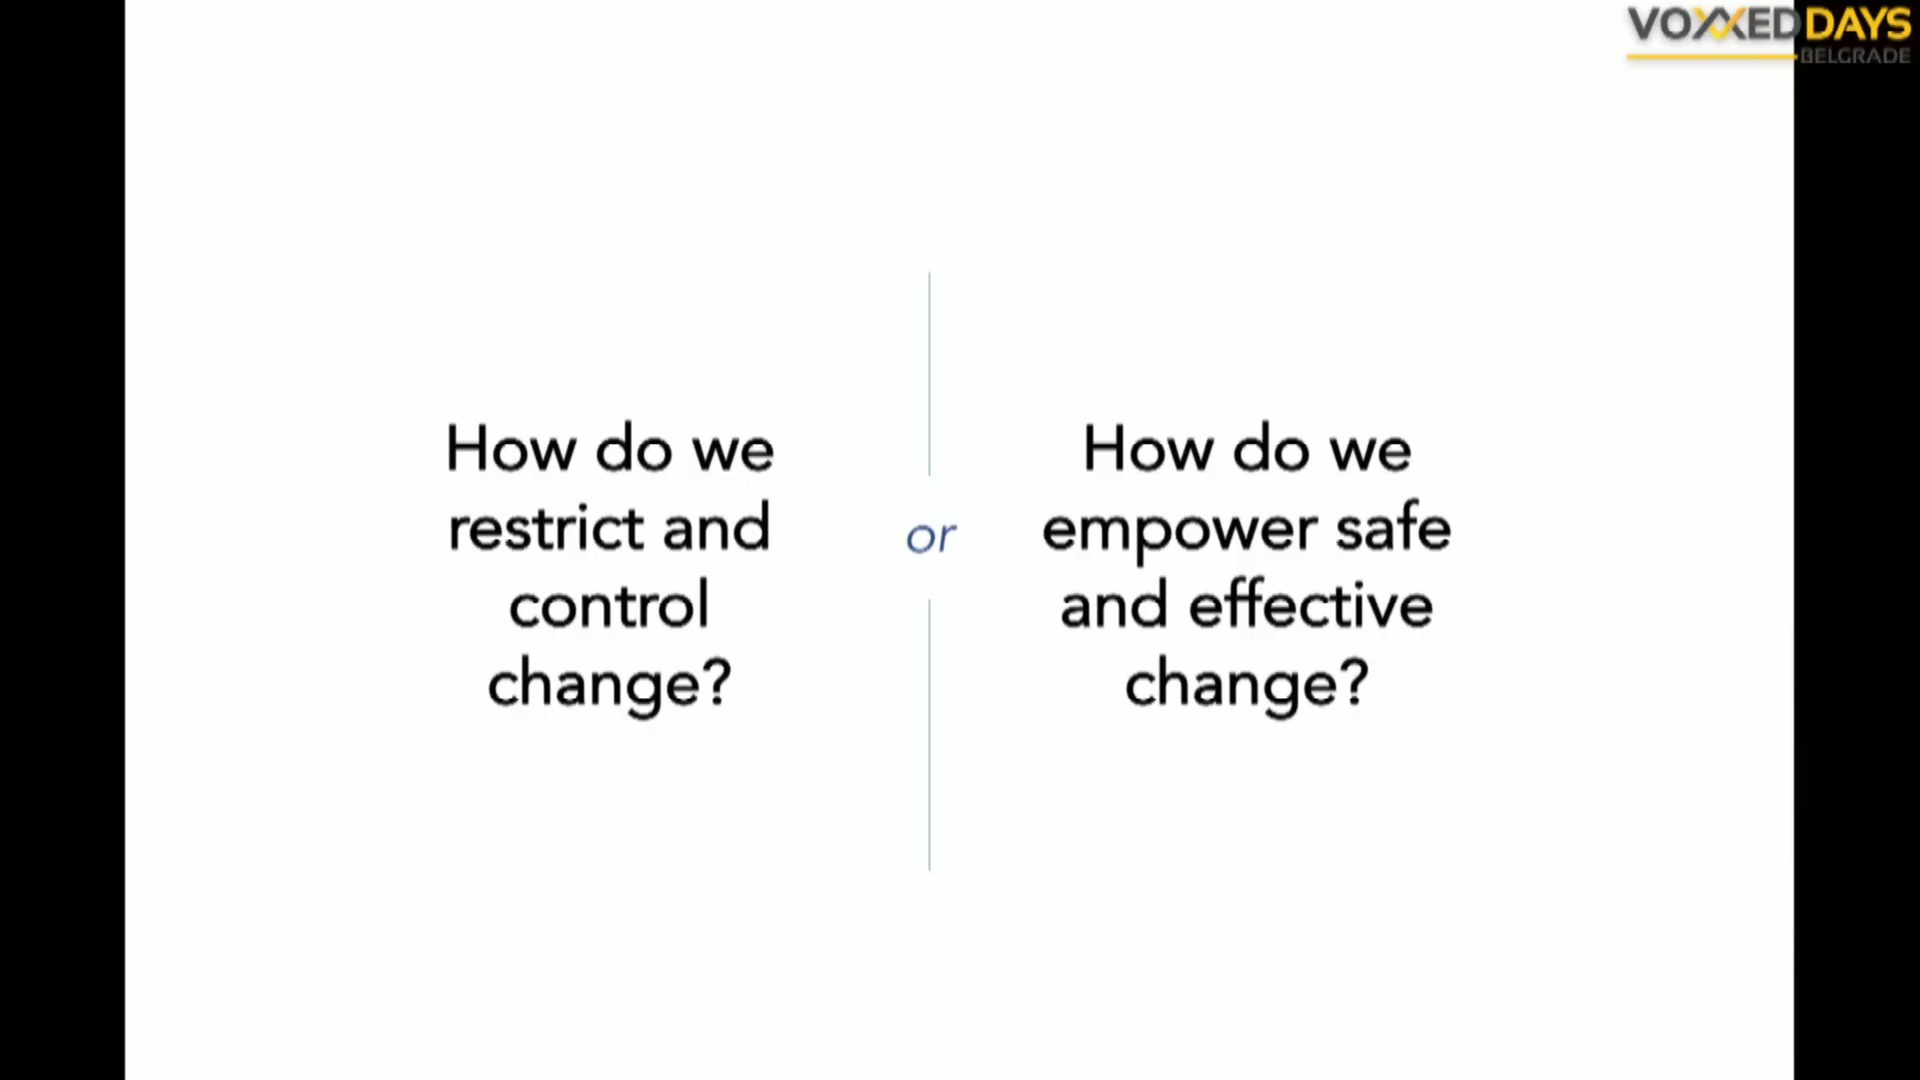 VOXXED DAYS
BELGRADE
How do we
restrict and
control
change?
or
How do we
empower safe
and effective
change?